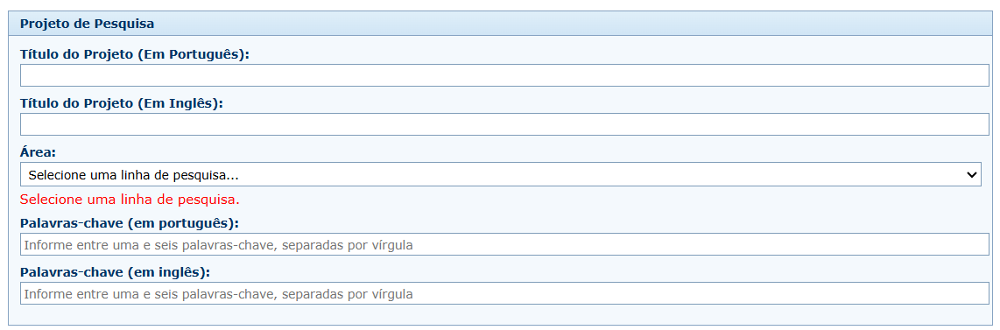 Projeto de Pesquisa
Título do Projeto (Em Português):
Título do Projeto (Em Inglês):
Área:
Selecione uma linha de pesquisa...
Selecione uma linha de pesquisa.
Palavras-chave (em português):
Informe entre uma e seis palavras-chave, separadas por vírgula
Palavras-chave (em inglês):
Informe entre uma e seis palavras-chave, separadas por vírgula